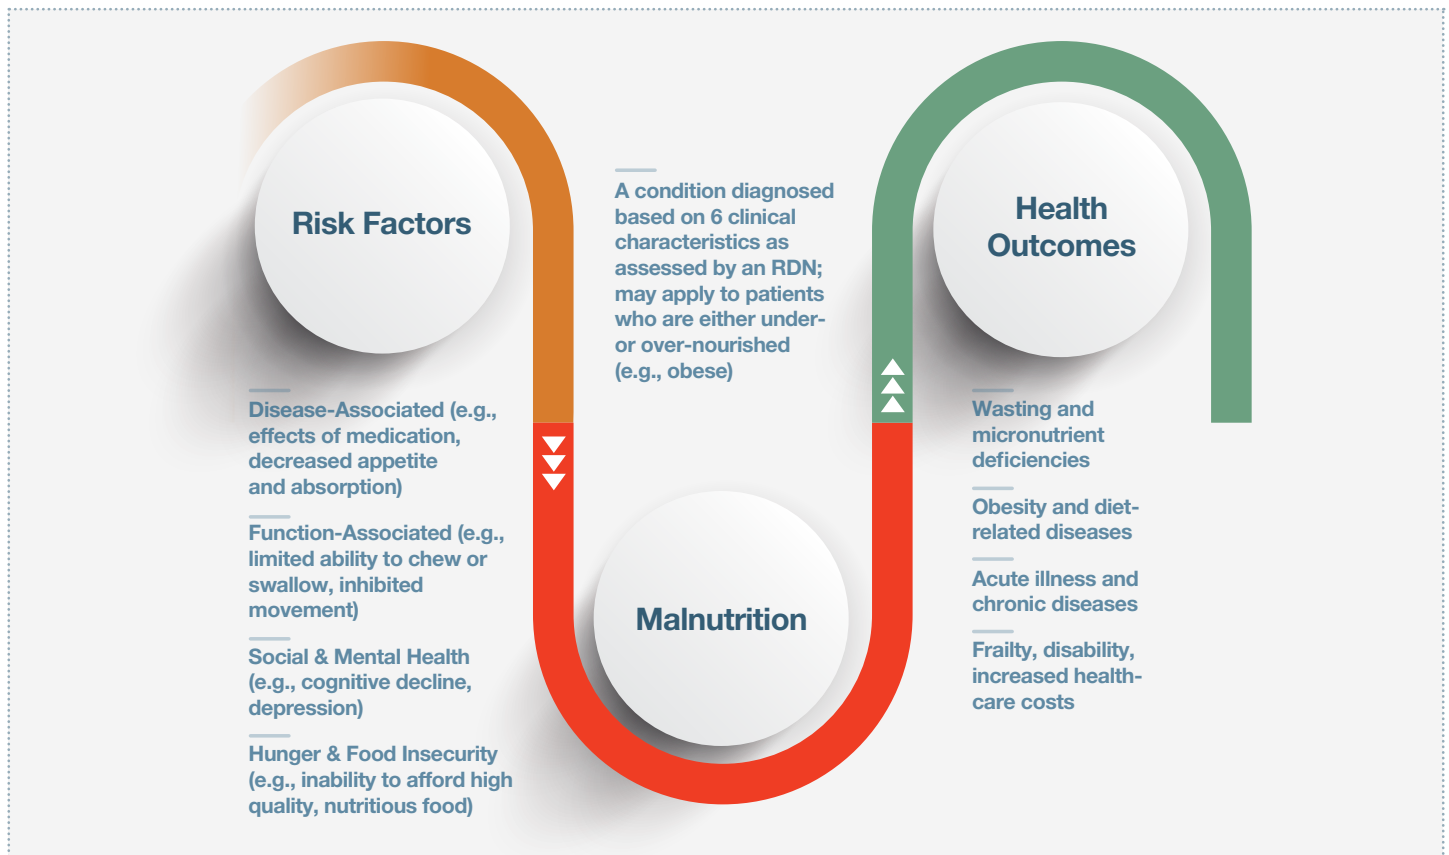 Risk Factors
Disease-Associated (e.g.,
effects of medication,
decreased appetite
and absorption)
Function-Associated (e.g.,
limited ability to chew or
swallow, inhibited
movement)
Social & Mental Health
(e.g., cognitive decline,
depression)
Hunger & Food Insecurity
(e.g., inability to afford high
quality, nutritious food)
A condition diagnosed
based on 6 clinical
characteristics as
assessed by an RDN;
may apply to patients
who are either under-
or over-nourished
(e.g., obese)
Malnutrition
Health
Outcomes
Wasting and
micronutrient
deficiencies
Obesity and diet-
related diseases
Acute illness and
chronic diseases
Frailty, disability,
increased health-
care costs